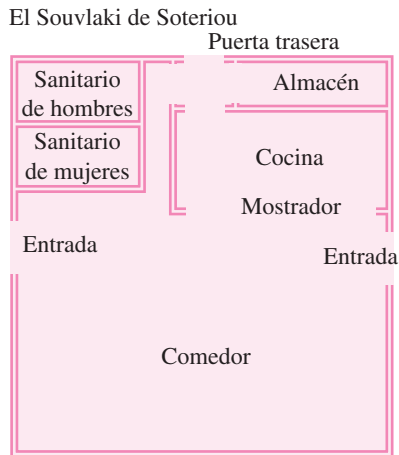 El Souvlaki de Soteriou
Puerta trasera
Sanitario
de hombres
Almacén
Sanitario
de mujeres
Cocina
Mostrador
Entrada
Entrada
Comedor